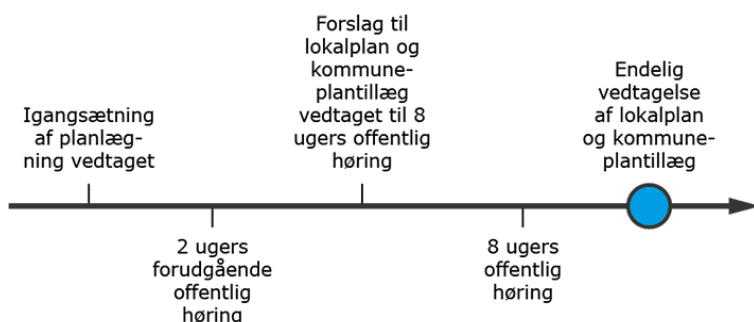 Igangsætning
af planlæg-
ning vedtaget
2 ugers
forudgående
offentlig
høring
Forslag til
lokalplan og
kommune-
plantillæg
vedtaget til 8
ugers offentlig
høring
8 ugers
offentlig
høring
Endelig
vedtagelse
af lokalplan
og kommune-
plantillæg